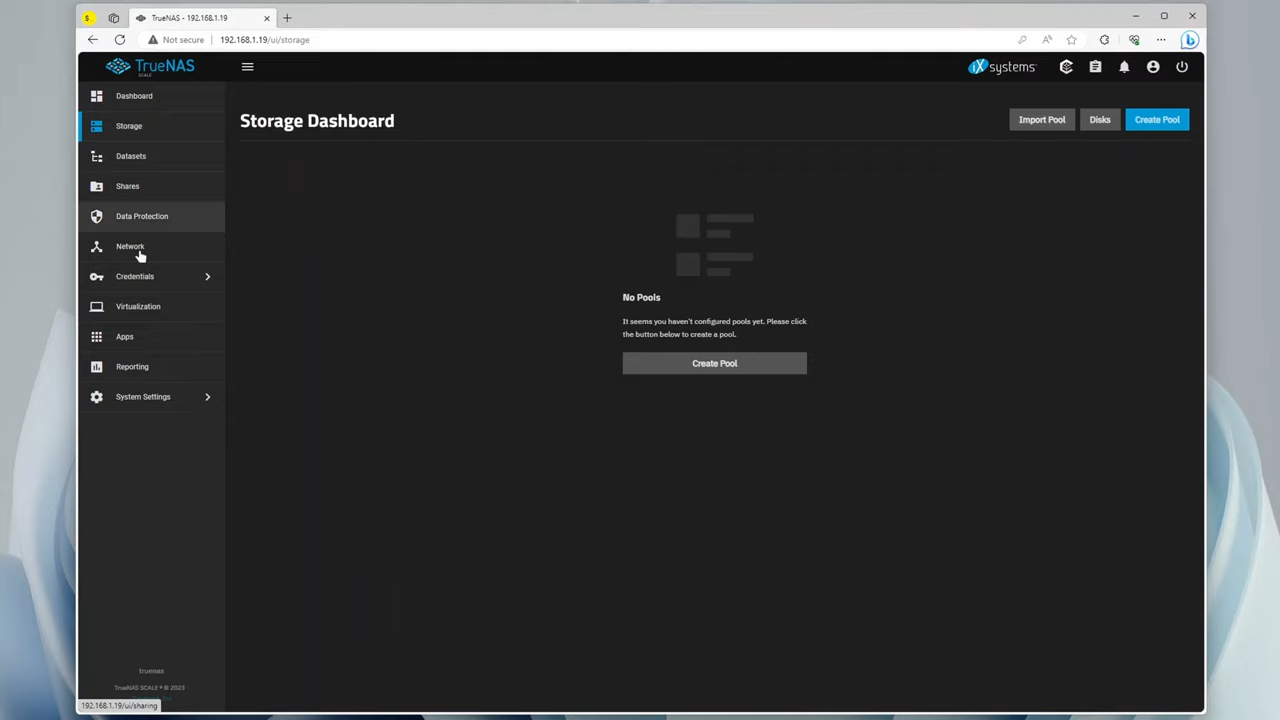 TrueNAS - 192.168.1.19
Not secure
192.168.1.19/ui/storage
TrueNAS
SCALE
iXsystems
Dashboard
Storage
Datasets
Shares
Data Protection
Network
Credentials
Virtualization
Apps
Reporting
System Settings
Storage Dashboard
Import Pool
Disks
Create Pool
No Pools
It seems you haven't configured pools yet. Please click
the button below to create a pool.
Create Pool
truenas
TrueNAS SCALE ® © 2023
192.168.1.19/ui/sharing